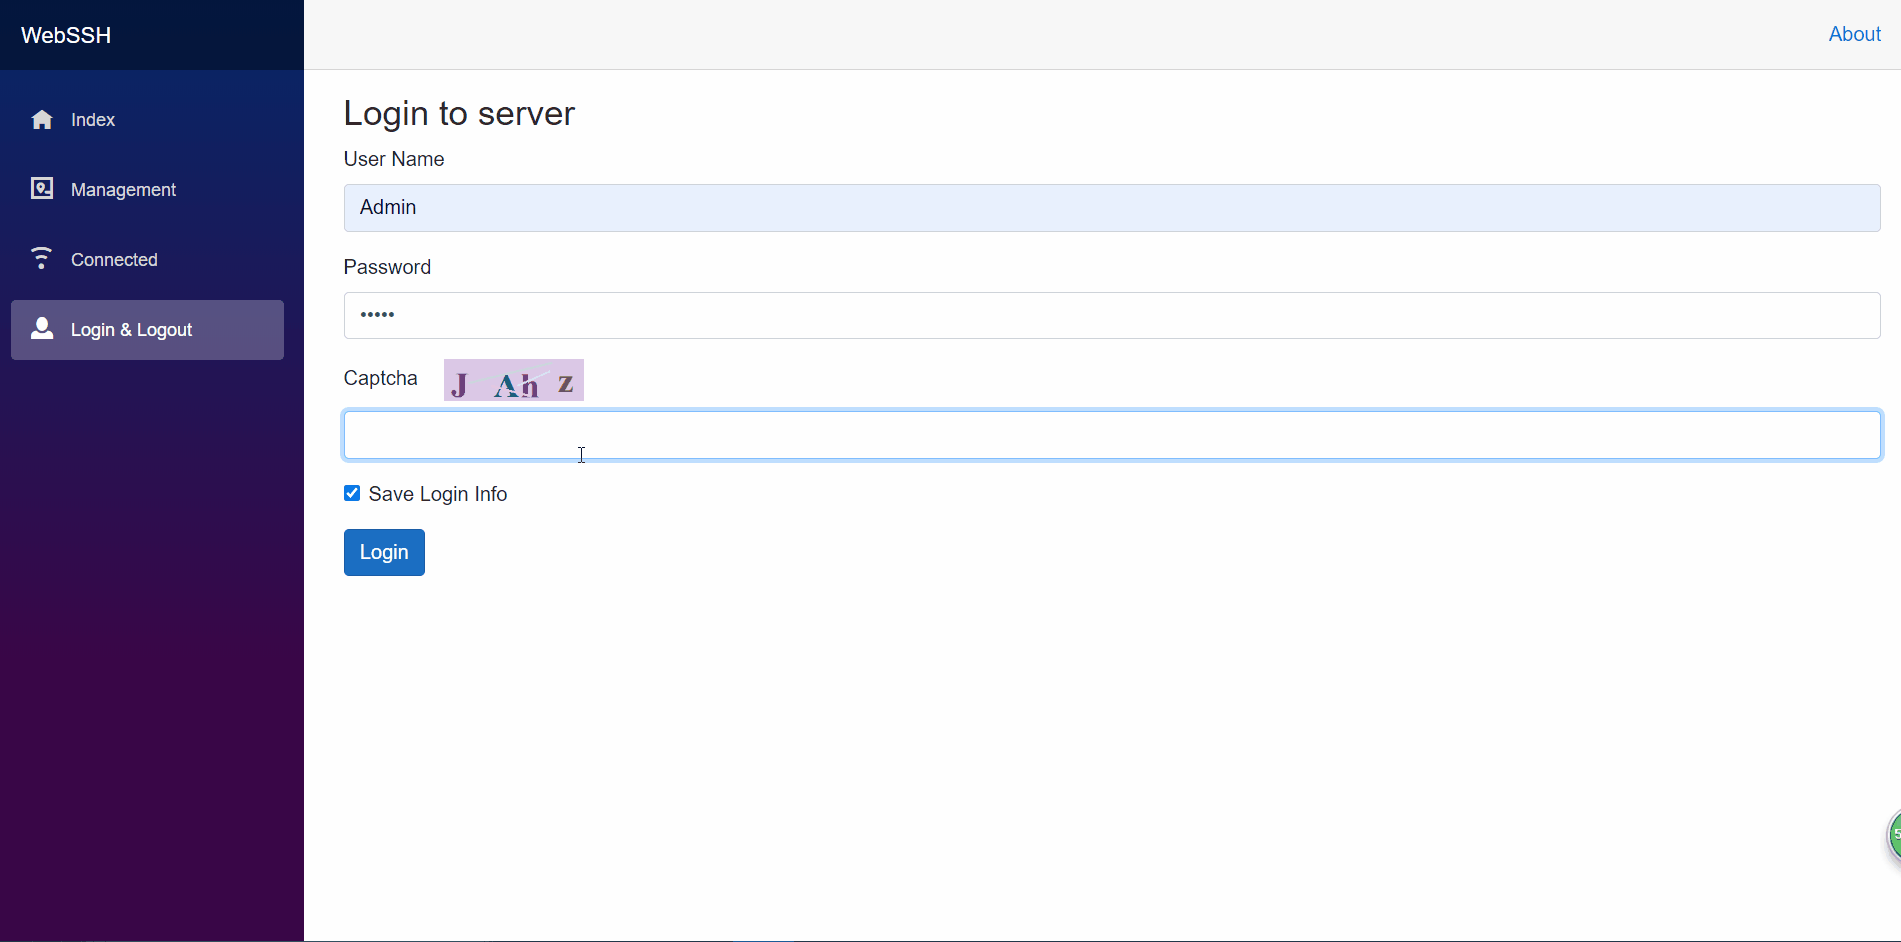 WebSSH
About
Index
Management
Connected
Login & Logout
Login to server
User Name
Admin
Password
•••••
Captcha
J Ah z
Save Login Info
Login
5